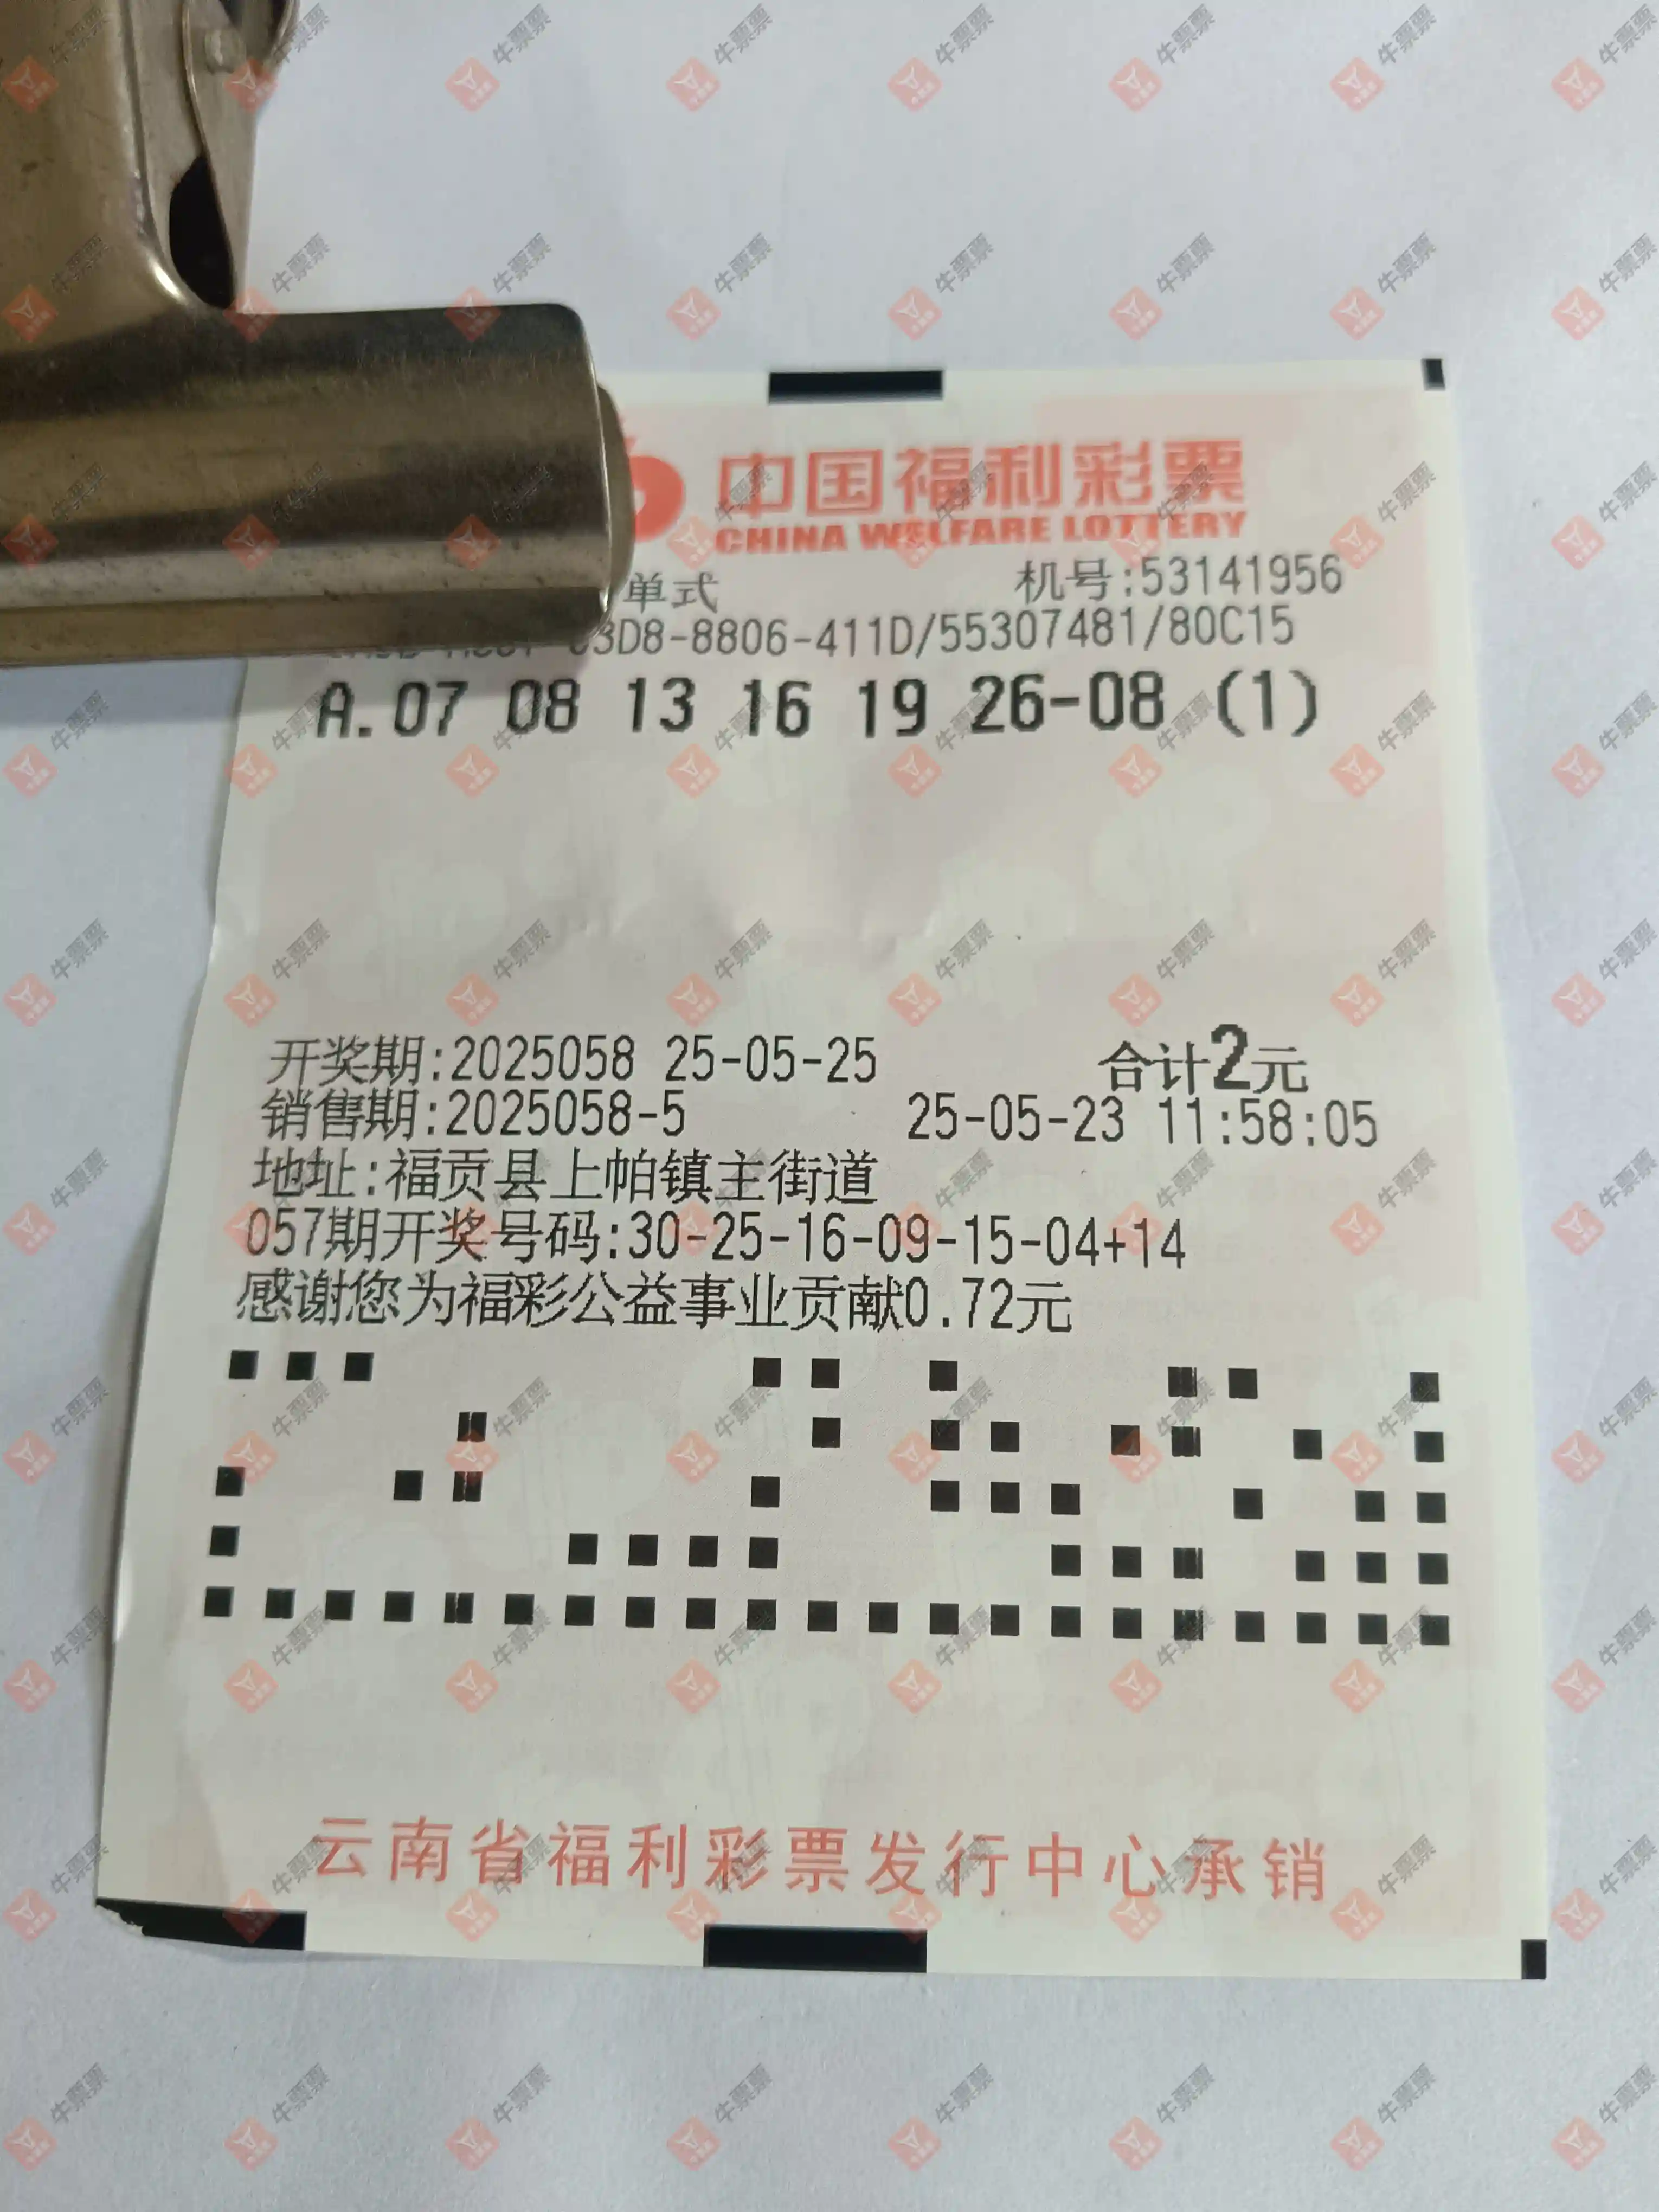 中国福利彩票
CHINA WELFARE LOTTERY
单式 机号:53141956
3D8-8806-411D/55307481/80C15
A.07 08 13 16 19 26-08 (1)
开奖期:2025058 25-05-25 合计2元
销售期:2025058-5 25-05-23 11:58:05
地址:福贡县上帕镇主街道
057期开奖号码:30-25-16-09-15-04+14
感谢您为福彩公益事业贡献0.72元
云南省福利彩票发行中心承销
牛票票